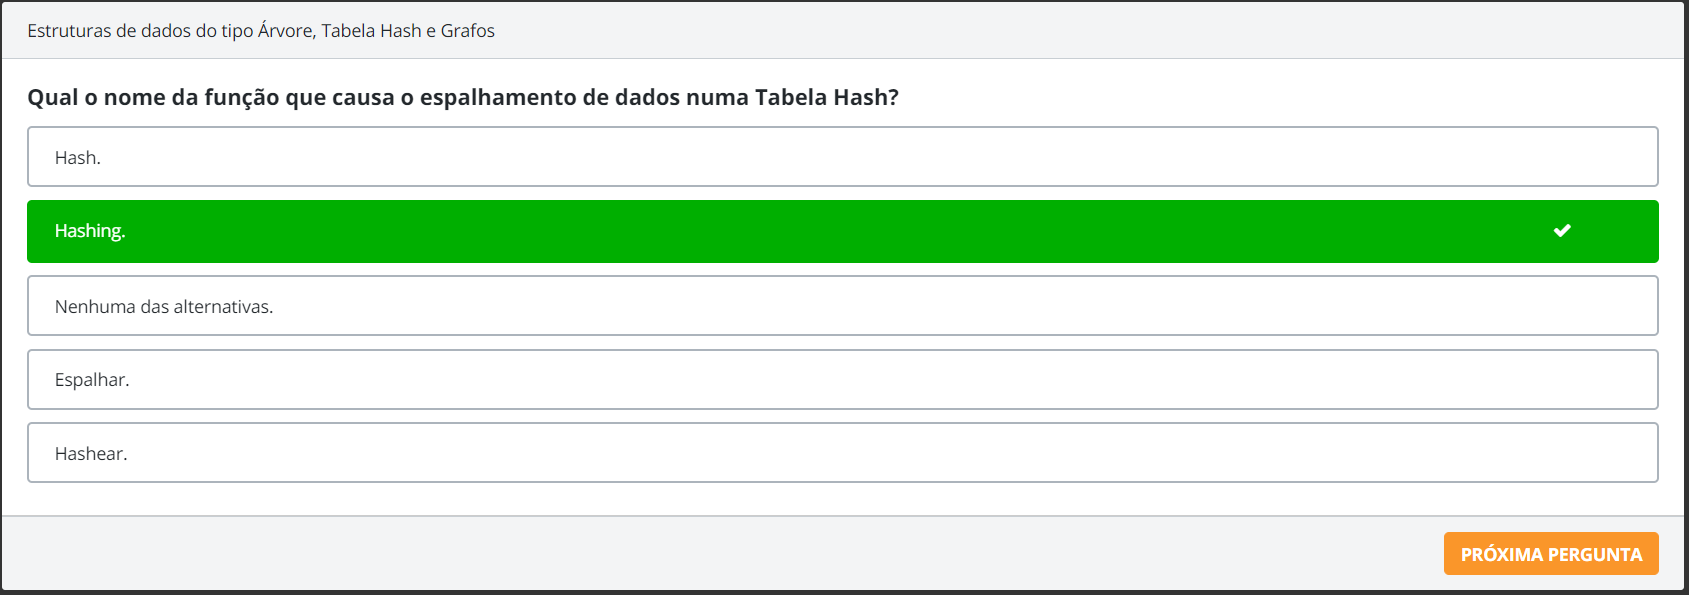 Estruturas de dados do tipo Árvore, Tabela Hash e Grafos
Qual o nome da função que causa o espalhamento de dados numa Tabela Hash?
Hash.
Hashing.
Nenhuma das alternativas.
Espalhar.
Hashear.
PRÓXIMA PERGUNTA